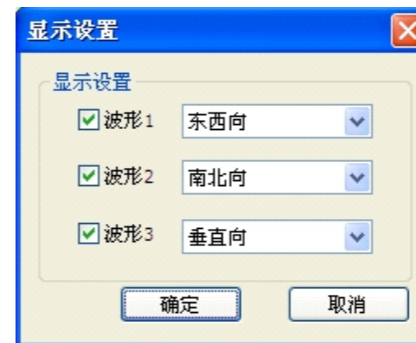 显示设置
显示设置
波形1 东西向
波形2 南北向
波形3 垂直向
确定 取消